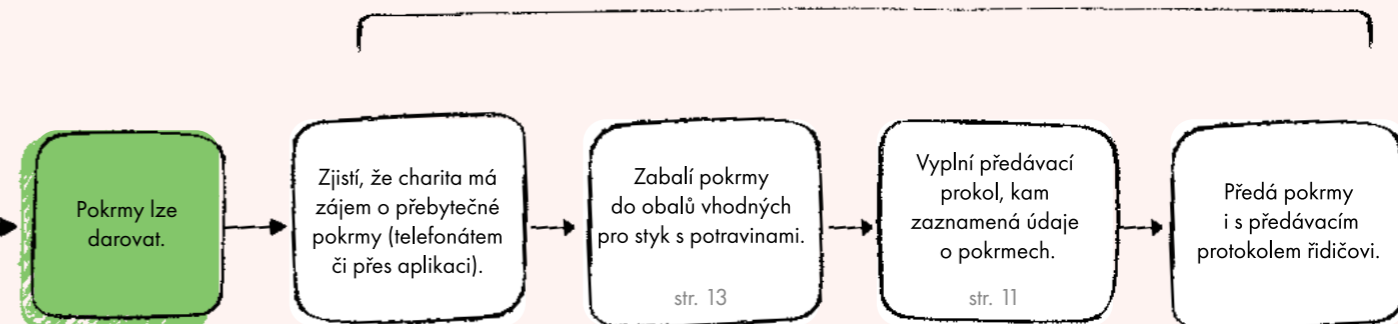 Pokrmy lze
darovat.
Zjistí, že charita má
zájem o přebytečné
pokrmy (telefonátem
či přes aplikaci).
Zabalí pokrmy
do obalů vhodných
pro styk s potravinami.
str. 13
Vyplní předávací
prokol, kam
zaznamená údaje
o pokrmech.
str. 11
Předá pokrmy
i s předávacím
protokolem řidičovi.